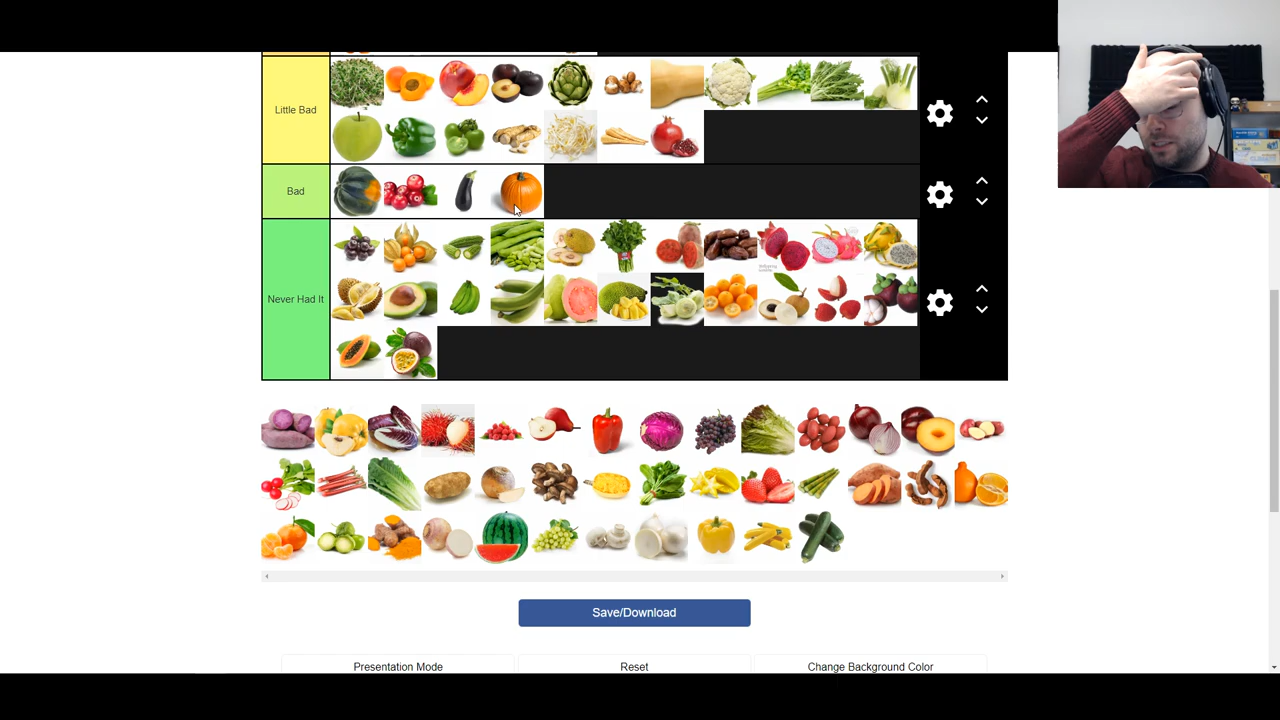 Little Bad
Bad
Never Had It
Save/Download
Presentation Mode
Reset
Change Background Color